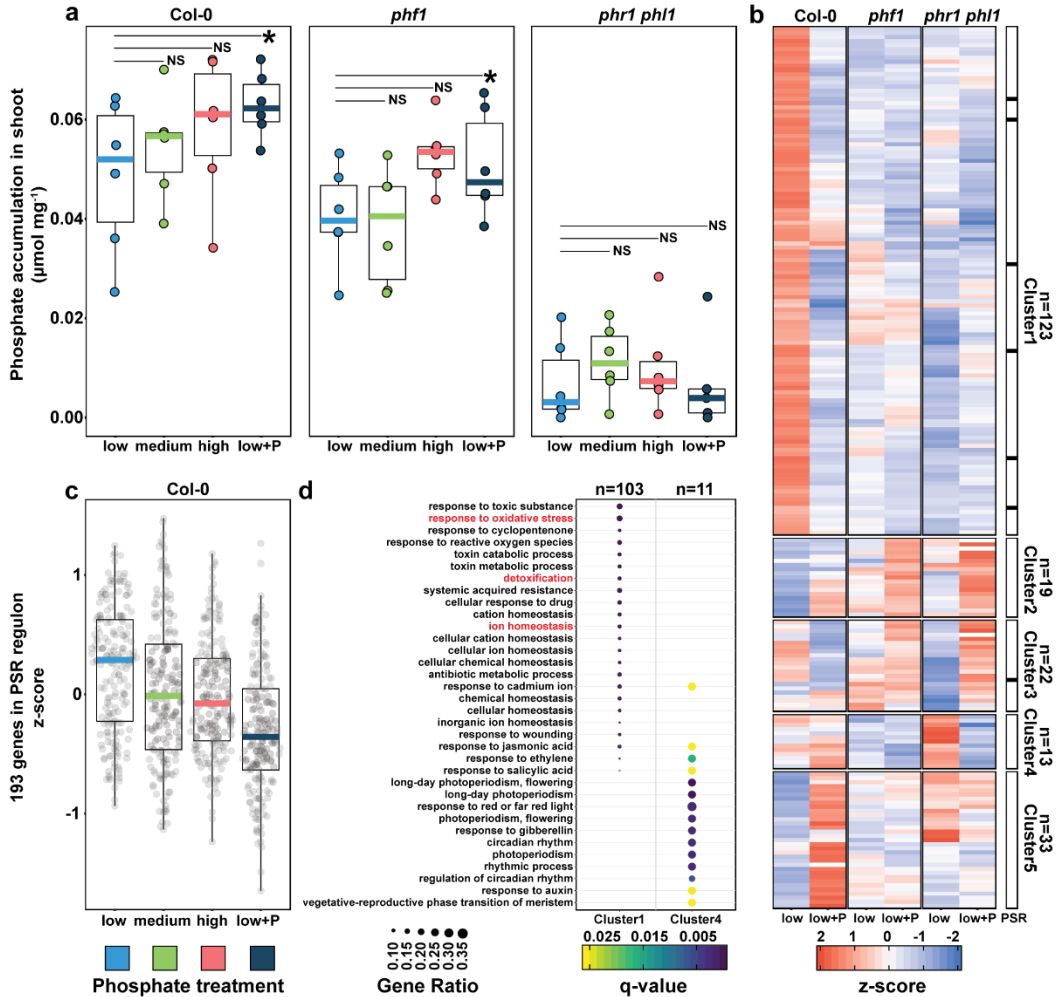 a
Col-0
phf1
phr1 phl1
Phosphate accumulation in shoot
(µmol mg⁻¹)
0.06
0.04
0.02
0.00
*
NS
NS
*
NS
NS
NS
NS
NS
low medium high low+P
low medium high low+P
low medium high low+P
b
Col-0 phf1 phr1 phl1
n=123
Cluster1
n=19
Cluster2
n=22
Cluster3
n=13
Cluster4
n=33
Cluster5
low low+P low low+P low low+P PSR
2 1 0 -1 -2
z-score
c
Col-0
193 genes in PSR regulon
z-score
1
0
-1
low medium high low+P
Phosphate treatment
d
n=103 n=11
response to toxic substance
response to oxidative stress
response to cyclopentenone
response to reactive oxygen species
toxin catabolic process
toxin metabolic process
detoxification
systemic acquired resistance
cellular response to drug
cation homeostasis
ion homeostasis
cellular cation homeostasis
cellular ion homeostasis
cellular chemical homeostasis
antibiotic metabolic process
response to cadmium ion
chemical homeostasis
cellular homeostasis
inorganic ion homeostasis
response to wounding
response to jasmonic acid
response to ethylene
response to salicylic acid
long-day photoperiodism, flowering
long-day photoperiodism
response to red or far red light
photoperiodism, flowering
response to gibberellin
circadian rhythm
photoperiodism
rhythmic process
regulation of circadian rhythm
response to auxin
vegetative-reproductive phase transition of meristem
Cluster1 Cluster4
0.10 0.15 0.20 0.25 0.30 0.35
Gene Ratio
0.025 0.015 0.005
q-value